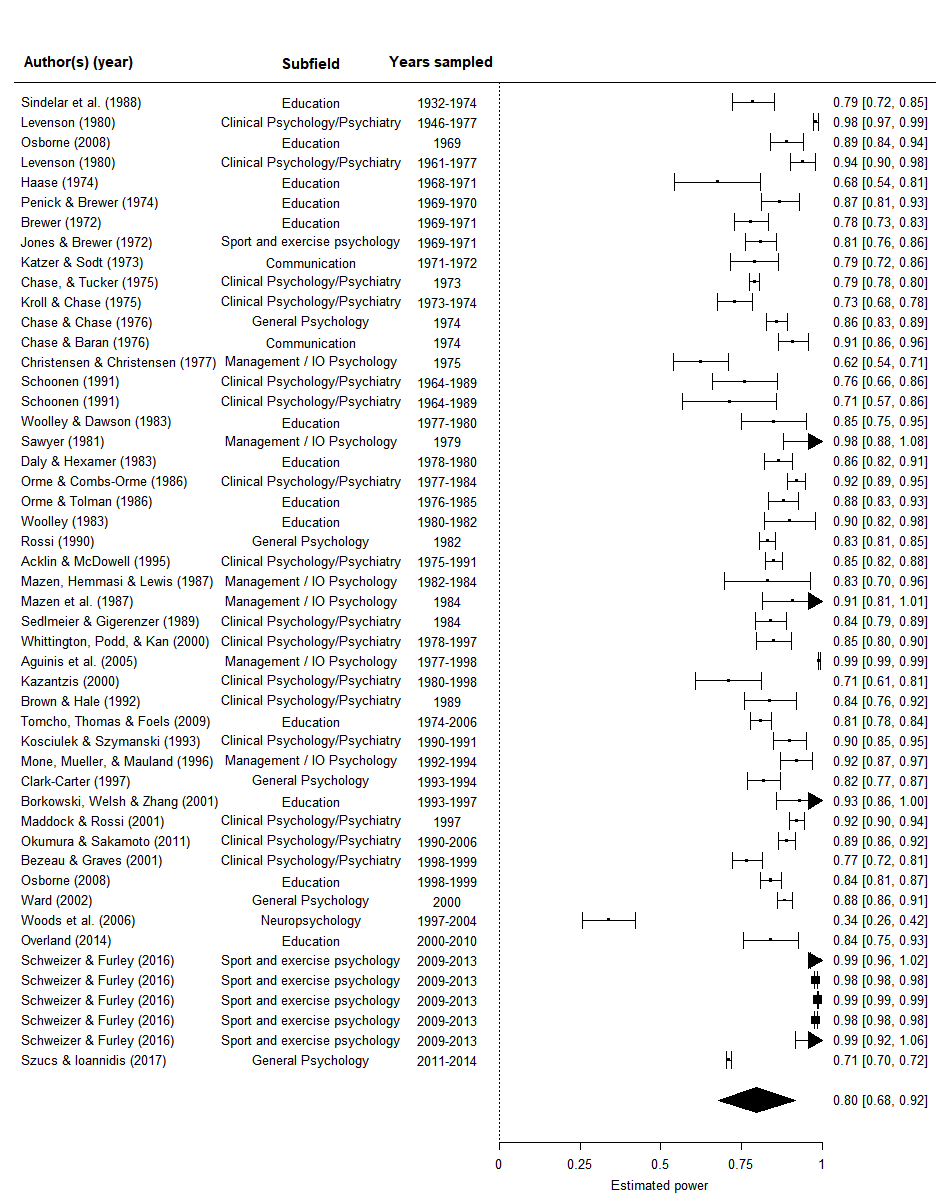 Author(s) (year) Subfield Years sampled
Sindelar et al. (1988) Education 1932-1974 0.79 [0.72, 0.85]
Levenson (1980) Clinical Psychology/Psychiatry 1946-1977 0.98 [0.97, 0.99]
Osborne (2008) Education 1969 0.89 [0.84, 0.94]
Levenson (1980) Clinical Psychology/Psychiatry 1961-1977 0.94 [0.90, 0.98]
Haase (1974) Education 1968-1971 0.68 [0.54, 0.81]
Penick & Brewer (1974) Education 1969-1970 0.87 [0.81, 0.93]
Brewer (1972) Education 1969-1971 0.78 [0.73, 0.83]
Jones & Brewer (1972) Sport and exercise psychology 1969-1971 0.81 [0.76, 0.86]
Katzer & Sodt (1973) Communication 1971-1972 0.79 [0.72, 0.86]
Chase, & Tucker (1975) Clinical Psychology/Psychiatry 1973 0.79 [0.78, 0.80]
Kroll & Chase (1975) Clinical Psychology/Psychiatry 1973-1974 0.73 [0.68, 0.78]
Chase & Chase (1976) General Psychology 1974 0.86 [0.83, 0.89]
Chase & Baran (1976) Communication 1974 0.91 [0.86, 0.96]
Christensen & Christensen (1977) Management / IO Psychology 1975 0.62 [0.54, 0.71]
Schoonen (1991) Clinical Psychology/Psychiatry 1964-1989 0.76 [0.66, 0.86]
Schoonen (1991) Clinical Psychology/Psychiatry 1964-1989 0.71 [0.57, 0.86]
Woolley & Dawson (1983) Education 1977-1980 0.85 [0.75, 0.95]
Sawyer (1981) Management / IO Psychology 1979 0.98 [0.88, 1.08]
Daly & Hexamer (1983) Education 1978-1980 0.86 [0.82, 0.91]
Orme & Combs-Orme (1986) Clinical Psychology/Psychiatry 1977-1984 0.92 [0.89, 0.95]
Orme & Tolman (1986) Education 1976-1985 0.88 [0.83, 0.93]
Woolley (1983) Education 1980-1982 0.90 [0.82, 0.98]
Rossi (1990) General Psychology 1982 0.83 [0.81, 0.85]
Acklin & McDowell (1995) Clinical Psychology/Psychiatry 1975-1991 0.85 [0.82, 0.88]
Mazen, Hemmasi & Lewis (1987) Management / IO Psychology 1982-1984 0.83 [0.70, 0.96]
Mazen et al. (1987) Management / IO Psychology 1984 0.91 [0.81, 1.01]
Sedlmeier & Gigerenzer (1989) Clinical Psychology/Psychiatry 1984 0.84 [0.79, 0.89]
Whittington, Podd, & Kan (2000) Clinical Psychology/Psychiatry 1978-1997 0.85 [0.80, 0.90]
Aguinis et al. (2005) Management / IO Psychology 1977-1998 0.99 [0.99, 0.99]
Kazantzis (2000) Clinical Psychology/Psychiatry 1980-1998 0.71 [0.61, 0.81]
Brown & Hale (1992) Clinical Psychology/Psychiatry 1989 0.84 [0.76, 0.92]
Tomcho, Thomas & Foels (2009) Education 1974-2006 0.81 [0.78, 0.84]
Kosciulek & Szymanski (1993) Clinical Psychology/Psychiatry 1990-1991 0.90 [0.85, 0.95]
Mone, Mueller, & Mauland (1996) Management / IO Psychology 1992-1994 0.92 [0.87, 0.97]
Clark-Carter (1997) General Psychology 1993-1994 0.82 [0.77, 0.87]
Borkowski, Welsh & Zhang (2001) Education 1993-1997 0.93 [0.86, 1.00]
Maddock & Rossi (2001) Clinical Psychology/Psychiatry 1997 0.92 [0.90, 0.94]
Okumura & Sakamoto (2011) Clinical Psychology/Psychiatry 1990-2006 0.89 [0.86, 0.92]
Bezeau & Graves (2001) Clinical Psychology/Psychiatry 1998-1999 0.77 [0.72, 0.81]
Osborne (2008) Education 1998-1999 0.84 [0.81, 0.87]
Ward (2002) General Psychology 2000 0.88 [0.86, 0.91]
Woods et al. (2006) Neuropsychology 1997-2004 0.34 [0.26, 0.42]
Overland (2014) Education 2000-2010 0.84 [0.75, 0.93]
Schweizer & Furley (2016) Sport and exercise psychology 2009-2013 0.99 [0.96, 1.02]
Schweizer & Furley (2016) Sport and exercise psychology 2009-2013 0.98 [0.98, 0.98]
Schweizer & Furley (2016) Sport and exercise psychology 2009-2013 0.99 [0.99, 0.99]
Schweizer & Furley (2016) Sport and exercise psychology 2009-2013 0.98 [0.98, 0.98]
Schweizer & Furley (2016) Sport and exercise psychology 2009-2013 0.99 [0.92, 1.06]
Szucs & Ioannidis (2017) General Psychology 2011-2014 0.71 [0.70, 0.72]
0.80 [0.68, 0.92]
0 0.25 0.5 0.75 1
Estimated power